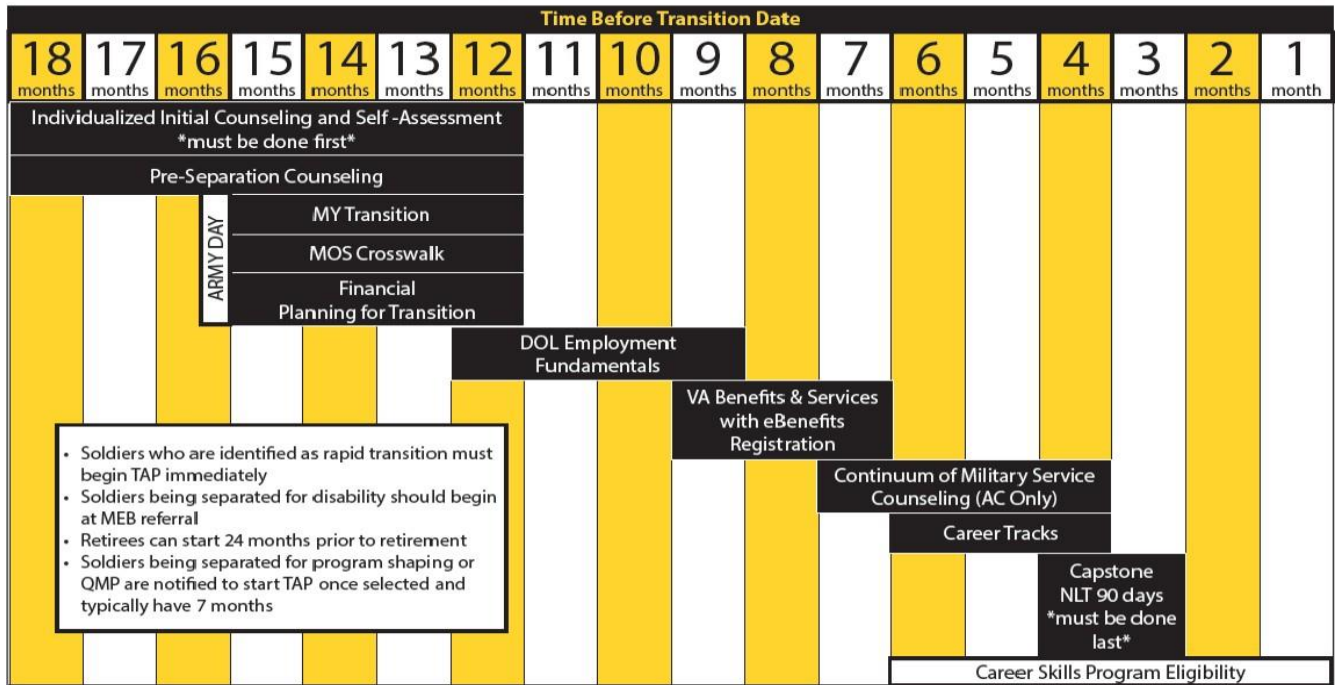 Time Before Transition Date
18 17 16 15 14 13 12 11 10 9 8 7 6 5 4 3 2 1
months months months months months months months months months months months months months months months months months month
Individualized Initial Counseling and Self -Assessment
*must be done first*
Pre-Separation Counseling
ARMY DAY
MY Transition
MOS Crosswalk
Financial
Planning for Transition
DOL Employment
Fundamentals
VA Benefits & Services
with eBenefits
Registration
Continuum of Military Service
Counseling (AC Only)
Career Tracks
Capstone
NLT 90 days
*must be done
last*
Career Skills Program Eligibility
• Soldiers who are identified as rapid transition must
begin TAP immediately
• Soldiers being separated for disability should begin
at MEB referral
• Retirees can start 24 months prior to retirement
• Soldiers being separated for program shaping or
QMP are notified to start TAP once selected and
typically have 7 months